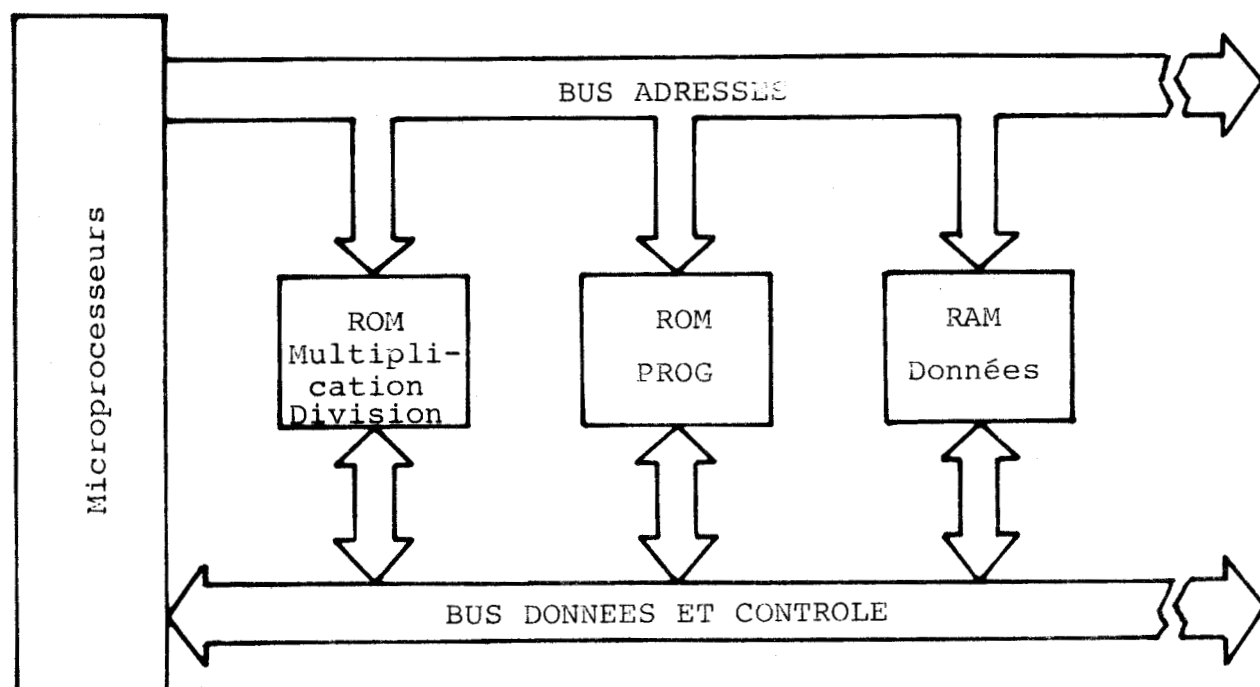 BUS ADRESSES
Microprocesseurs
ROM
Multipli-
cation
Division
ROM
PROG
RAM
Données
BUS DONNEES ET CONTROLE